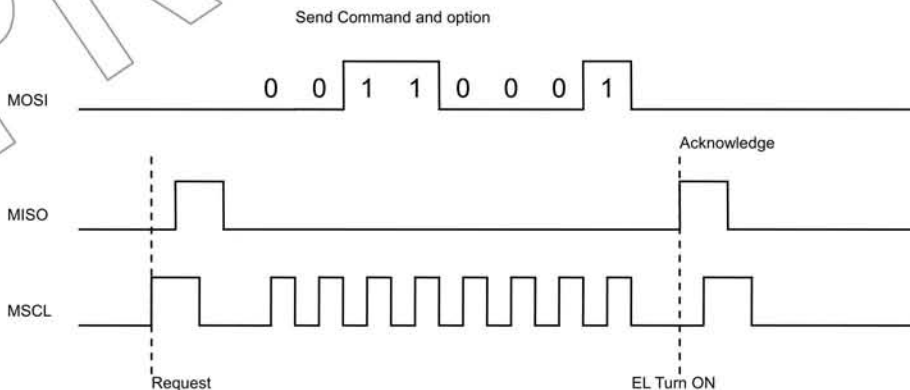 Send Command and option
0 0 1 1 0 0 0 1
MOSI
Acknowledge
MISO
MSCL
Request
EL Turn ON